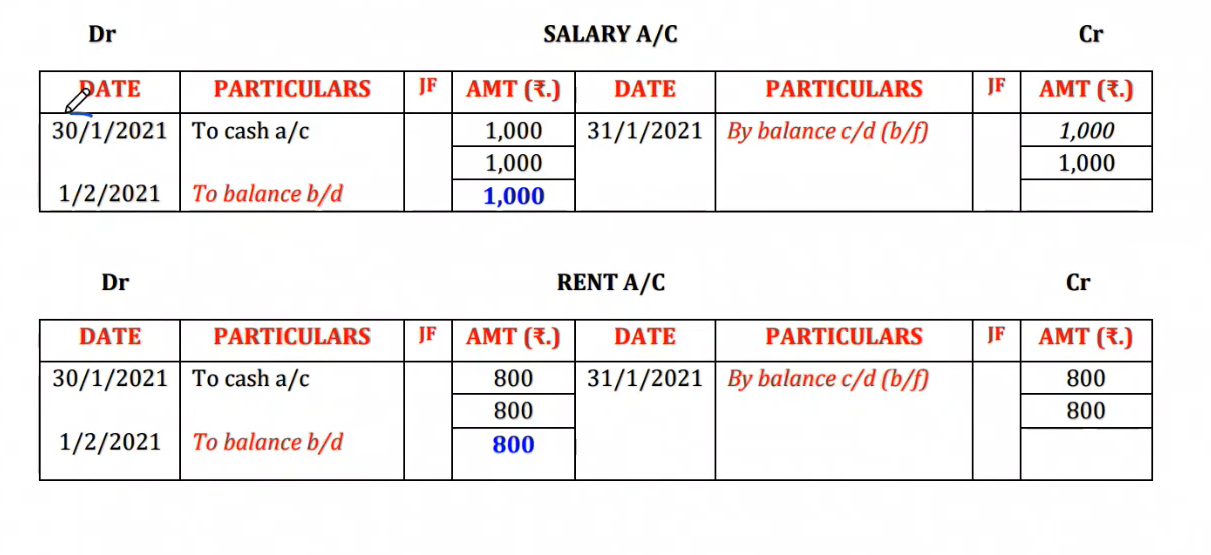 Dr SALARY A/C Cr
DATE PARTICULARS JF AMT (₹.) DATE PARTICULARS JF AMT (₹.)
30/1/2021 To cash a/c 1,000 31/1/2021 By balance c/d (b/f) 1,000
1,000 1,000
1/2/2021 To balance b/d 1,000
Dr RENT A/C Cr
DATE PARTICULARS JF AMT (₹.) DATE PARTICULARS JF AMT (₹.)
30/1/2021 To cash a/c 800 31/1/2021 By balance c/d (b/f) 800
800 800
1/2/2021 To balance b/d 800